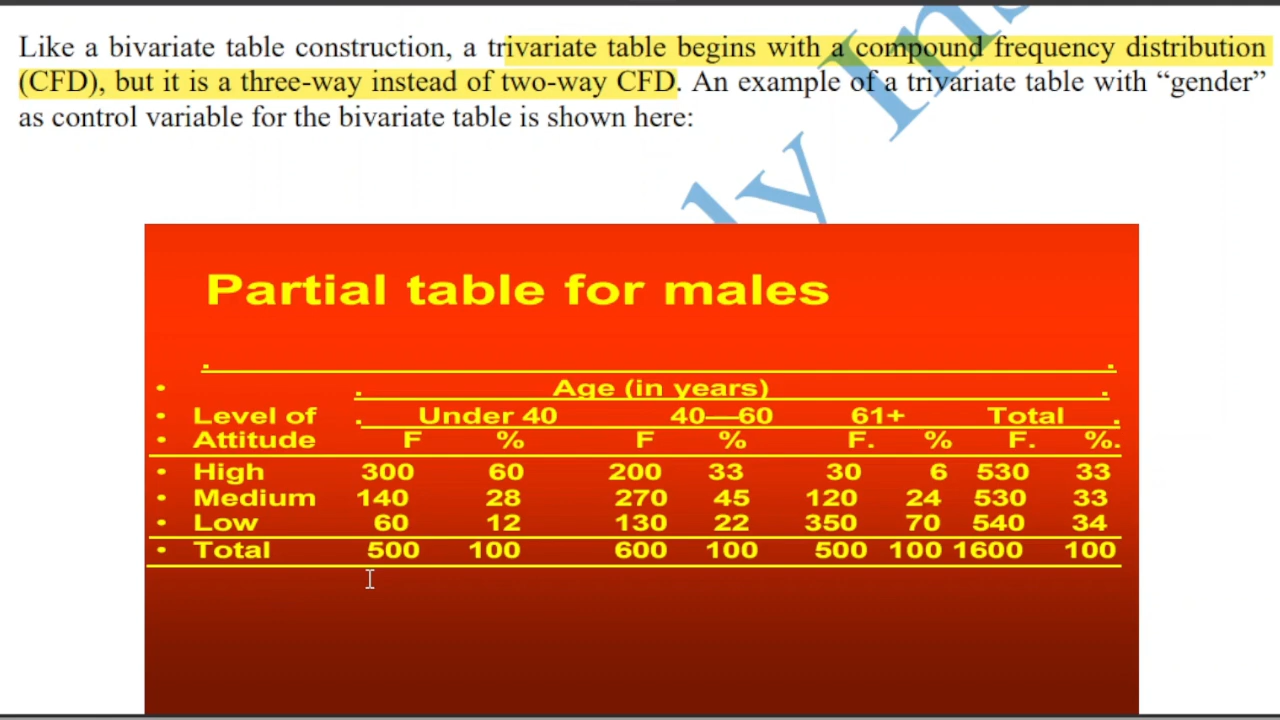 Like a bivariate table construction, a trivariate table begins with a compound frequency distribution
(CFD), but it is a three-way instead of two-way CFD. An example of a trivariate table with “gender”
as control variable for the bivariate table is shown here:
Partial table for males
. .
• . Age (in years) .
• Level of . Under 40 40—60 61+ Total .
• Attitude F % F % F. % F. %.
• High 300 60 200 33 30 6 530 33
• Medium 140 28 270 45 120 24 530 33
• Low 60 12 130 22 350 70 540 34
• Total 500 100 600 100 500 100 1600 100